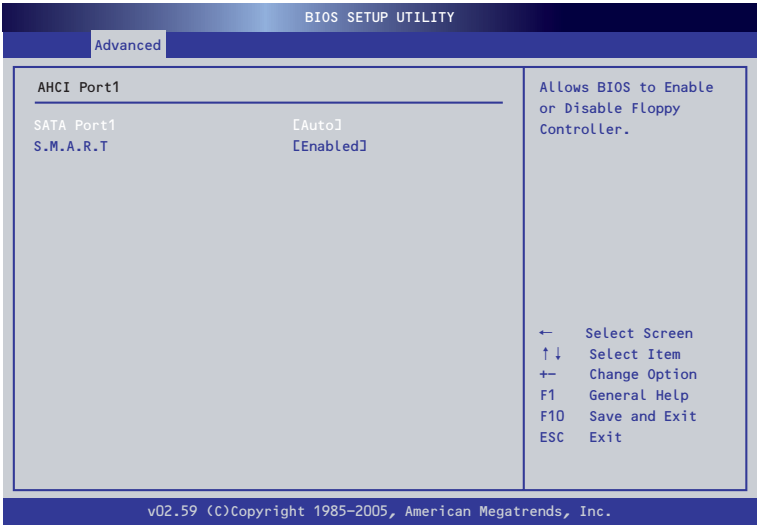 BIOS SETUP UTILITY
Advanced
AHCI Port1
SATA Port1 [Auto]
S.M.A.R.T [Enabled]
Allows BIOS to Enable
or Disable Floppy
Controller.
← Select Screen
↑↓ Select Item
+- Change Option
F1 General Help
F10 Save and Exit
ESC Exit
v02.59 (C)Copyright 1985-2005, American Megatrends, Inc.